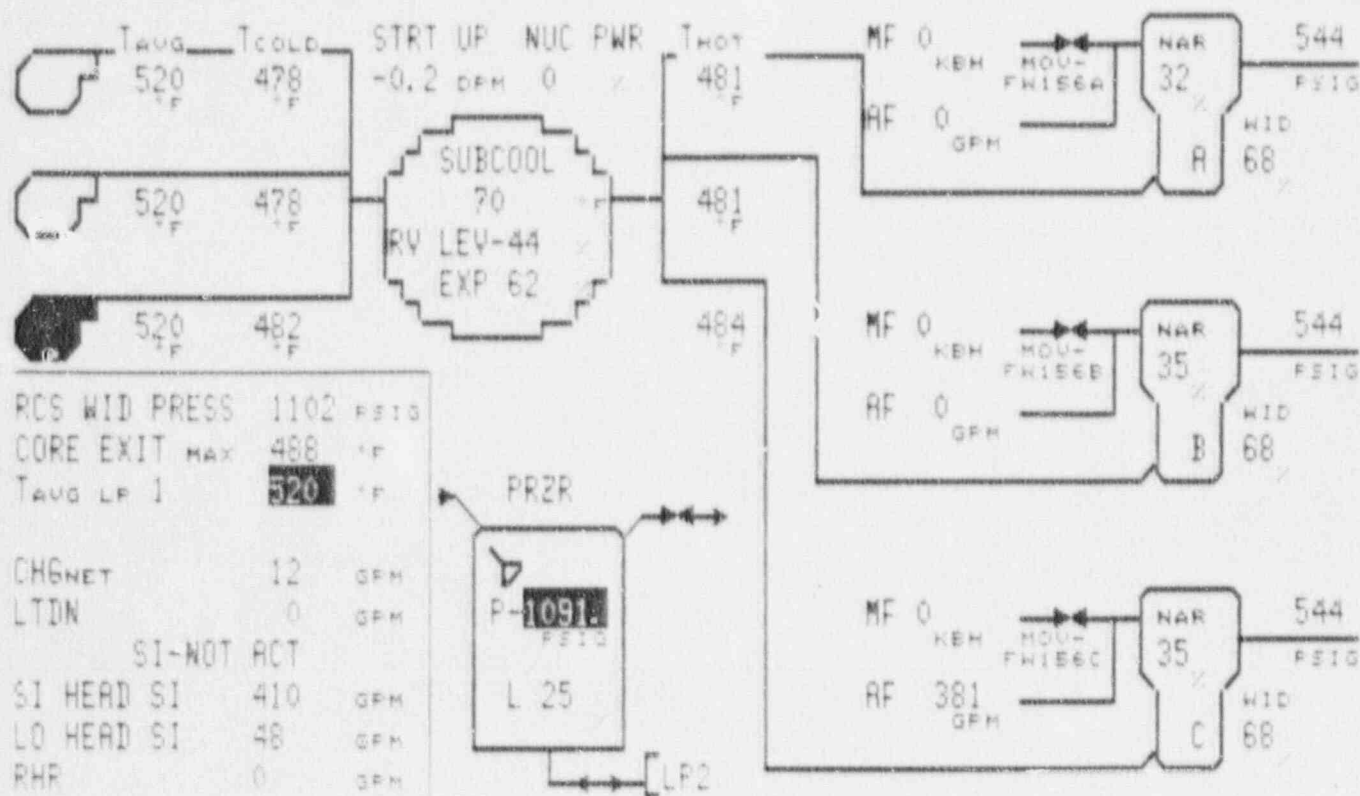 TAVG TCOLD STRT UP NUC PWR THOT
520 °F 478 °F -0.2 DPM 0 % 481 °F
SUBCOOL
70 °F
RV LEV-44 %
EXP 62 %
520 °F 478 °F 481 °F
520 °F 482 °F 484 °F
MF 0 KBH MOV-FW156A NAR 32 % 544 PSIG
AF 0 GPM A WID 68 %
MF 0 KBH MOV-FW156B NAR 35 % 544 PSIG
AF 0 GPM B WID 68 %
MF 0 KBH MOV-FW156C NAR 35 % 544 PSIG
AF 381 GPM C WID 68
RCS WID PRESS 1102 PSIG
CORE EXIT MAX 488 °F
TAVG LP 1 520 °F
CHGNET 12 GPM
LTDN 0 GPM
SI-NOT ACT
SI HEAD SI 410 GPM
LO HEAD SI 48 GPM
RHR 0 GPM
PRZR
P-1091.
PSIG
L 25 %
LP2